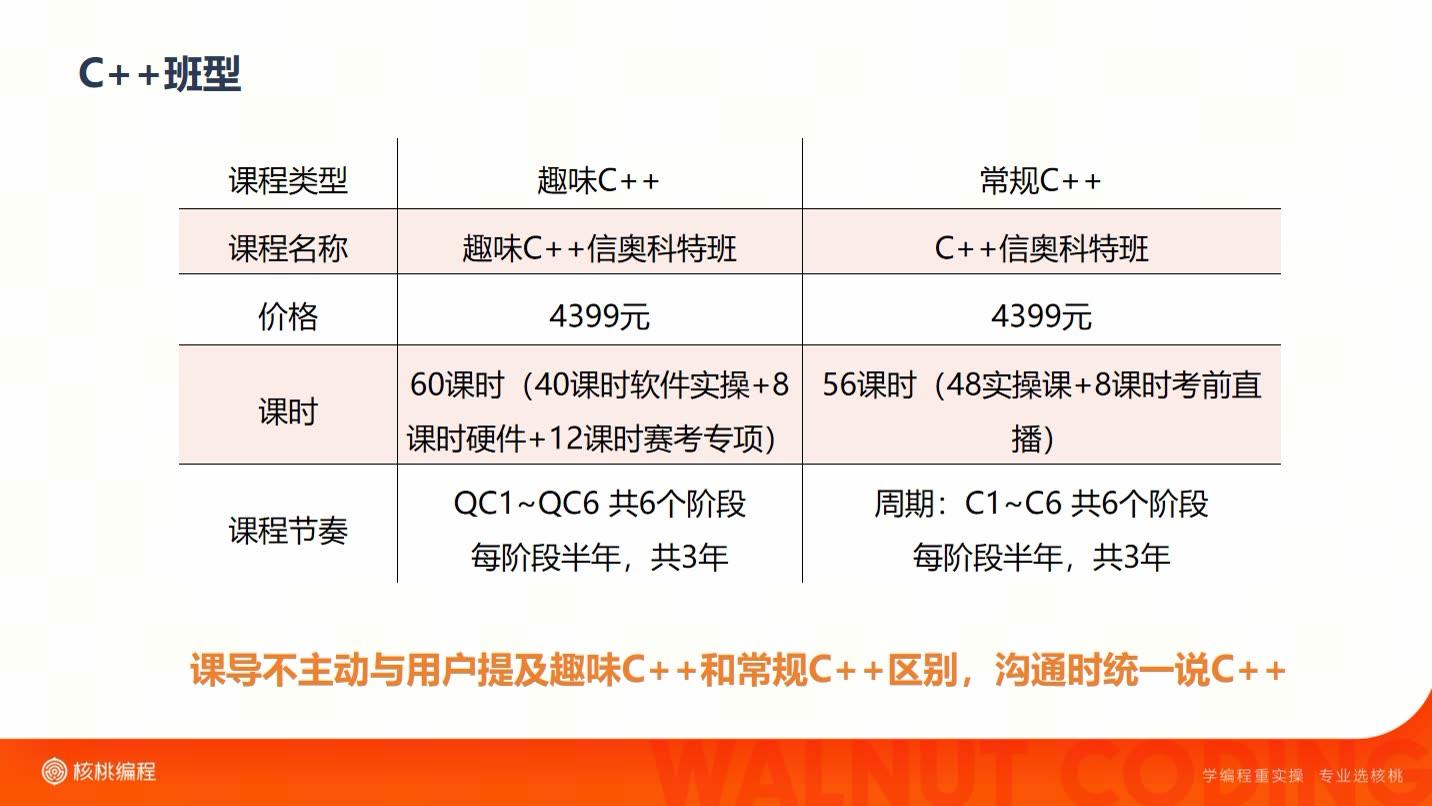 C++班型
课程类型 趣味C++ 常规C++
课程名称 趣味C++信奥科特班 C++信奥科特班
价格 4399元 4399元
课时 60课时（40课时软件实操+8课时硬件+12课时赛考专项） 56课时（48实操课+8课时考前直播）
课程节奏 QC1~QC6 共6个阶段 每阶段半年，共3年 周期：C1~C6 共6个阶段 每阶段半年，共3年
课导不主动与用户提及趣味C++和常规C++区别，沟通时统一说C++
核桃编程
WALNUT CODING
学编程重实操 专业选核桃